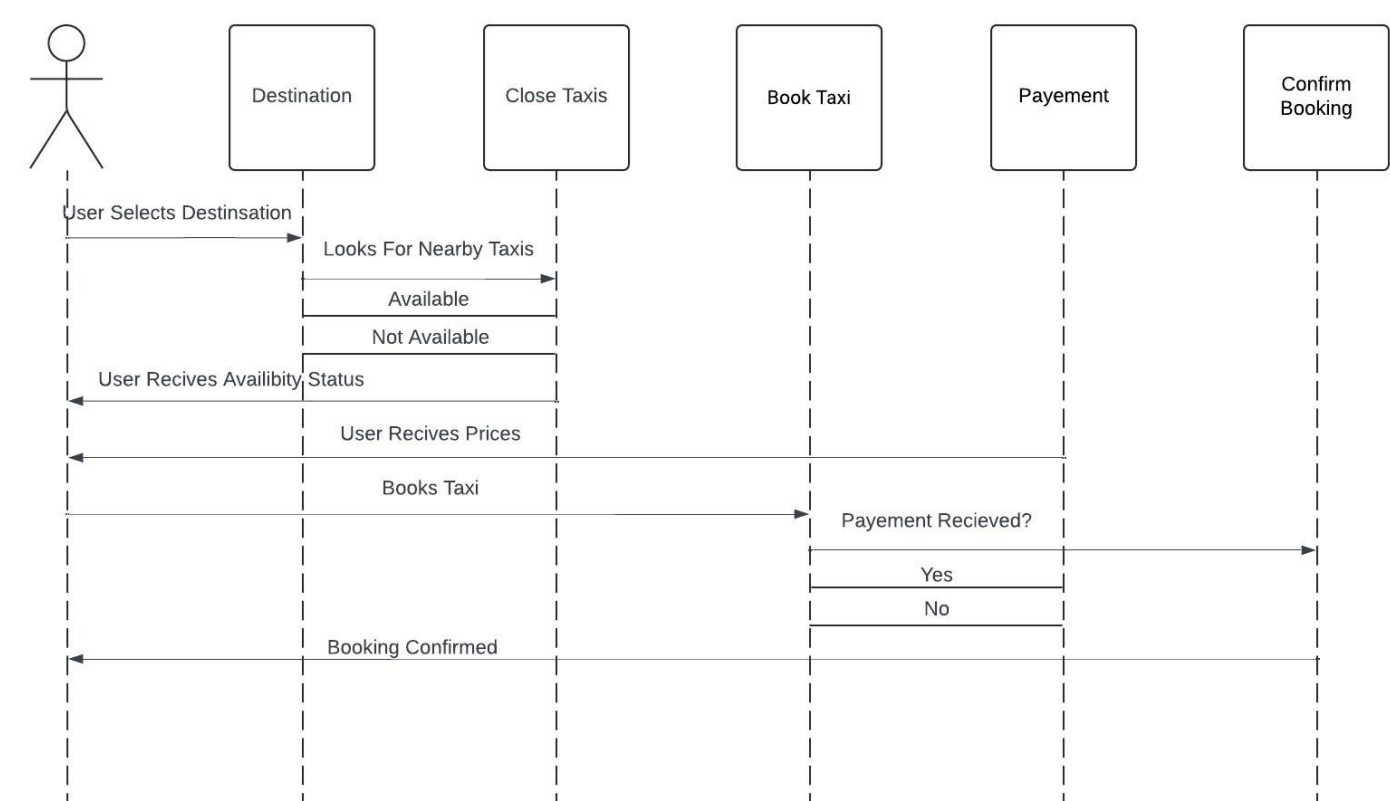 Destination
Close Taxis
Book Taxi
Payement
Confirm
Booking
User Selects Destinsation
Looks For Nearby Taxis
Available
Not Available
User Recives Availibity Status
User Recives Prices
Books Taxi
Payement Recieved?
Yes
No
Booking Confirmed